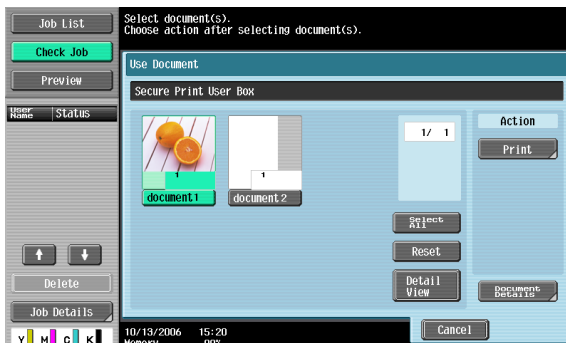 Job List
Check Job
Preview
User Name
Status
Delete
Job Details
Y M C K
Select document(s).
Choose action after selecting document(s).
Use Document
Secure Print User Box
1
document1
1
document2
1/ 1
Select All
Reset
Detail View
Action
Print
Document Details
Cancel
10/13/2006 15:20
Memory 99%